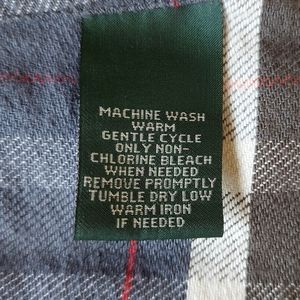 MACHINE WASH
WARM
GENTLE CYCLE
ONLY NON-
CHLORINE BLEACH
WHEN NEEDED
REMOVE PROMPTLY
TUMBLE DRY LOW
WARM IRON
IF NEEDED